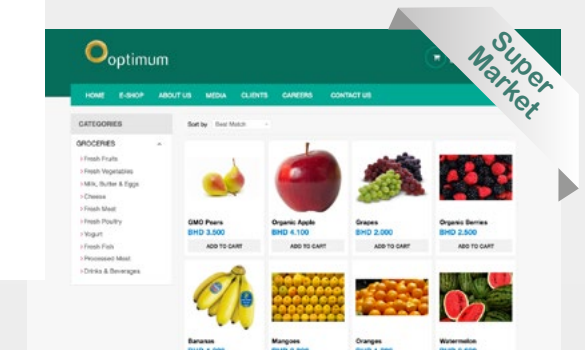 Super
Market
optimum
HOME E-SHOP ABOUT US MEDIA CLIENTS CAREERS CONTACT US
CATEGORIES
Sort by Best Match
GROCERIES
Fresh Fruits
Fresh Vegetables
Milk, Butter & Eggs
Cheese
Fresh Meat
Fresh Poultry
Yogurt
Fresh Fish
Processed Meat
Drinks & Beverages
GMO Pears Organic Apple Grapes Organic Berries
BHD 3.500 BHD 4.100 BHD 2.000 BHD 2.500
ADD TO CART ADD TO CART ADD TO CART ADD TO CART
Bananas Mangoes Oranges Watermelon